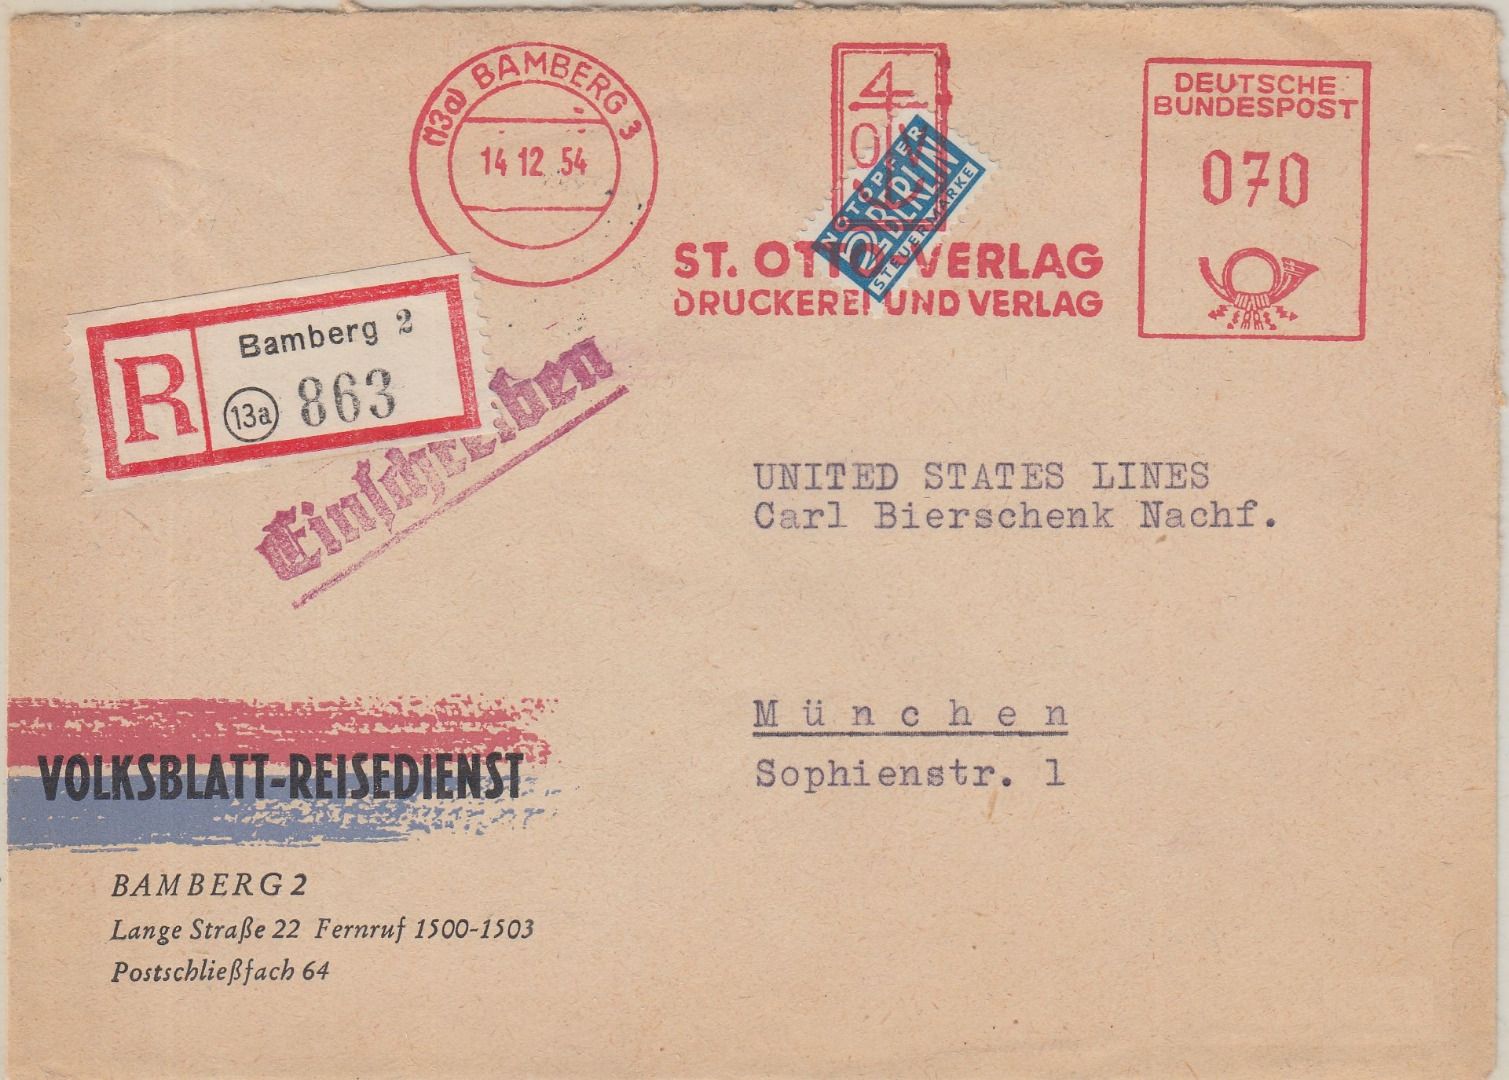 (13a) BAMBERG 3
14 12 54
4
NOTOPFER
2 BERLIN
STEUERMARKE
ST. OTTO VERLAG
DRUCKEREI UND VERLAG
DEUTSCHE
BUNDESPOST
070
R
Bamberg 2
13a 863
Einschreiben
UNITED STATES LINES
Carl Bierschenk Nachf.
München
Sophienstr. 1
VOLKSBLATT-REISEDIENST
BAMBERG 2
Lange Straße 22 Fernruf 1500-1503
Postschließfach 64